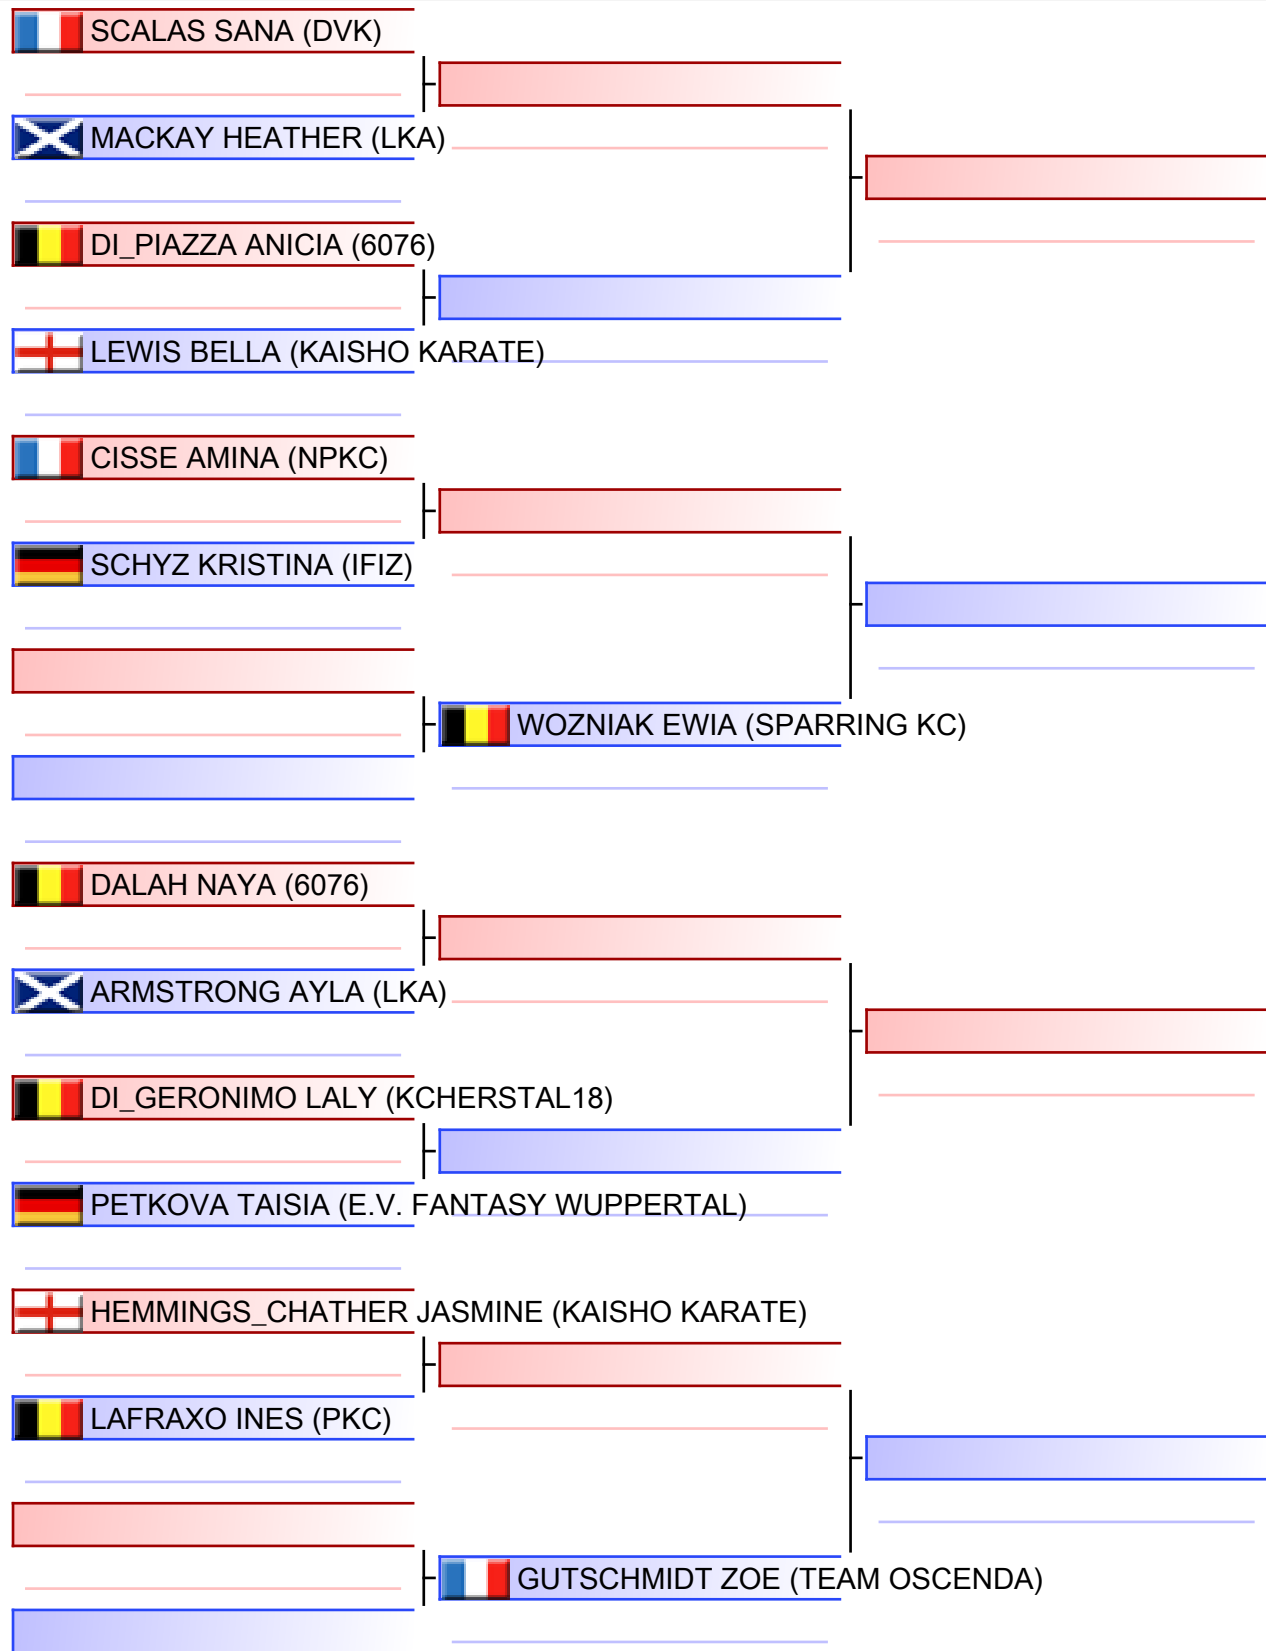 SCALAS SANA (DVK)
MACKAY HEATHER (LKA)
DI_PIAZZA ANICIA (6076)
LEWIS BELLA (KAISHO KARATE)
CISSE AMINA (NPKC)
SCHYZ KRISTINA (IFIZ)
WOZNIAK EWIA (SPARRING KC)
DALAH NAYA (6076)
ARMSTRONG AYLA (LKA)
DI_GERONIMO LALY (KCHERSTAL18)
PETKOVA TAISIA (E.V. FANTASY WUPPERTAL)
HEMMINGS_CHATHER JASMINE (KAISHO KARATE)
LAFRAXO INES (PKC)
GUTSCHMIDT ZOE (TEAM OSCENDA)